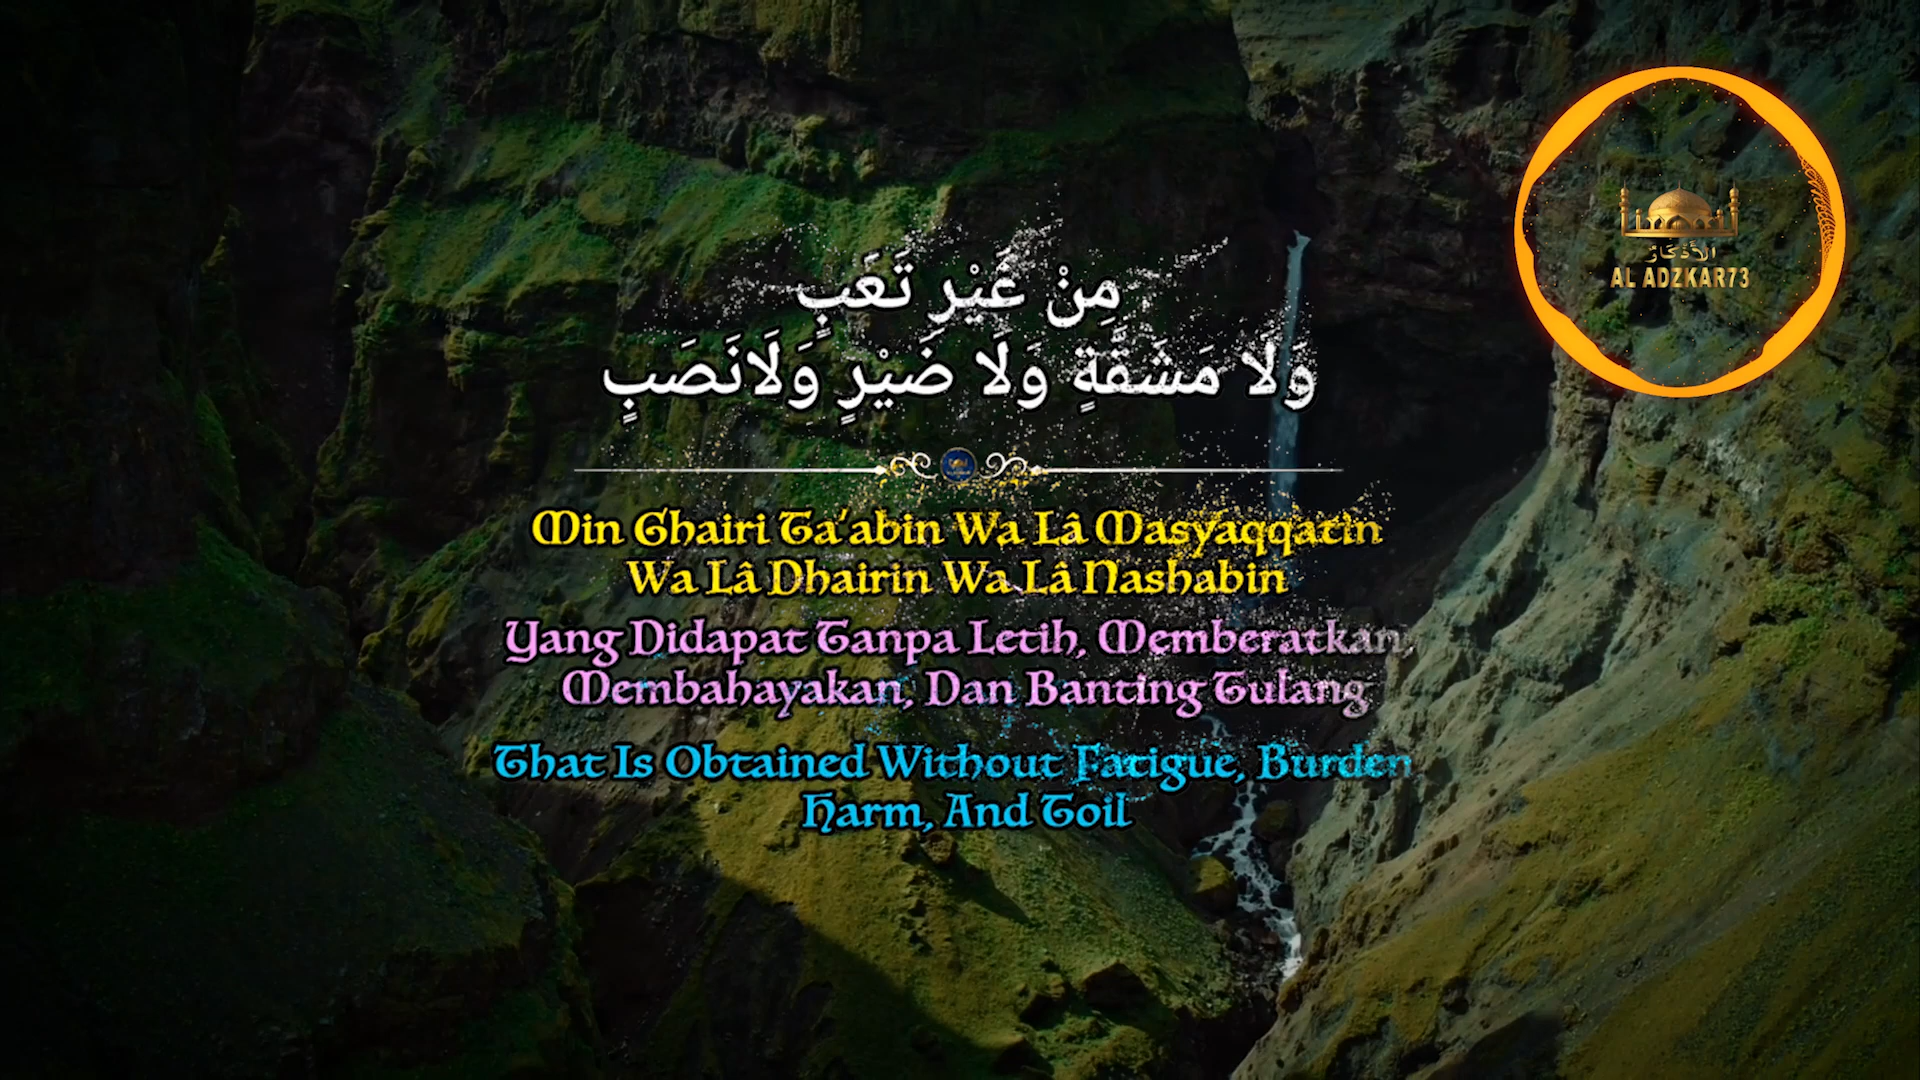 مِنْ غَيْرِ تَعَبٍ
وَلَا مَشَقَّةٍ وَلَا ضَيْرٍ وَلَانَصَبٍ
Min Ghairi Ta'abin Wa Lâ Masyaqqatin
Wa Lâ Dhairin Wa Lâ Nashabin
Yang Didapat Tanpa Letih, Memberatkan,
Membahayakan, Dan Banting Tulang
That Is Obtained Without Fatigue, Burden
Harm, And Toil
الأذكار
AL ADZKAR73